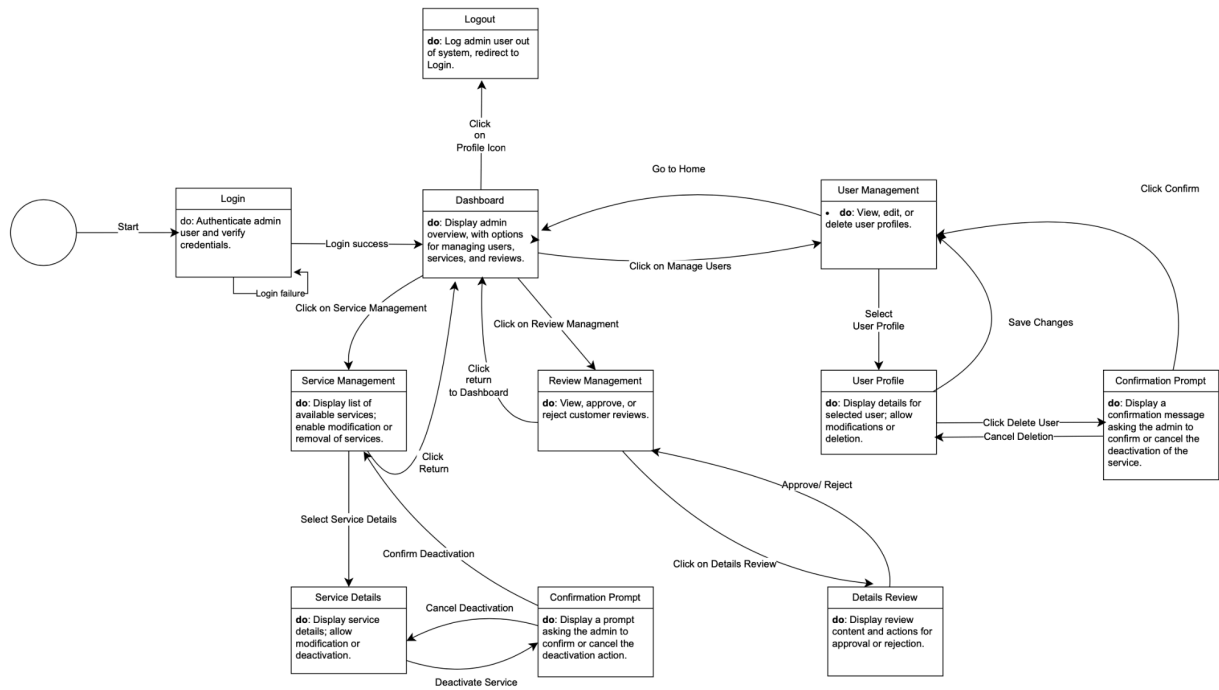 Logout
do: Log admin user out
of system, redirect to
Login.
Click
on
Profile Icon
Go to Home
Click Confirm
Start
Login
do: Authenticate admin
user and verify
credentials.
Login failure
Login success
Dashboard
do: Display admin
overview, with options
for managing users,
services, and reviews.
Click on Manage Users
User Management
• do: View, edit, or
delete user profiles.
Click on Service Management
Click on Review Managment
Select
User Profile
Save Changes
Click
return
to Dashboard
Service Management
do: Display list of
available services;
enable modification or
removal of services.
Click
Return
Review Management
do: View, approve, or
reject customer reviews.
User Profile
do: Display details for
selected user; allow
modifications or
deletion.
Click Delete User
Cancel Deletion
Confirmation Prompt
do: Display a
confirmation message
asking the admin to
confirm or cancel the
deactivation of the
service.
Approve/ Reject
Select Service Details
Confirm Deactivation
Click on Details Review
Service Details
do: Display service
details; allow
modification or
deactivation.
Cancel Deactivation
Deactivate Service
Confirmation Prompt
do: Display a prompt
asking the admin to
confirm or cancel the
deactivation action.
Details Review
do: Display review
content and actions for
approval or rejection.